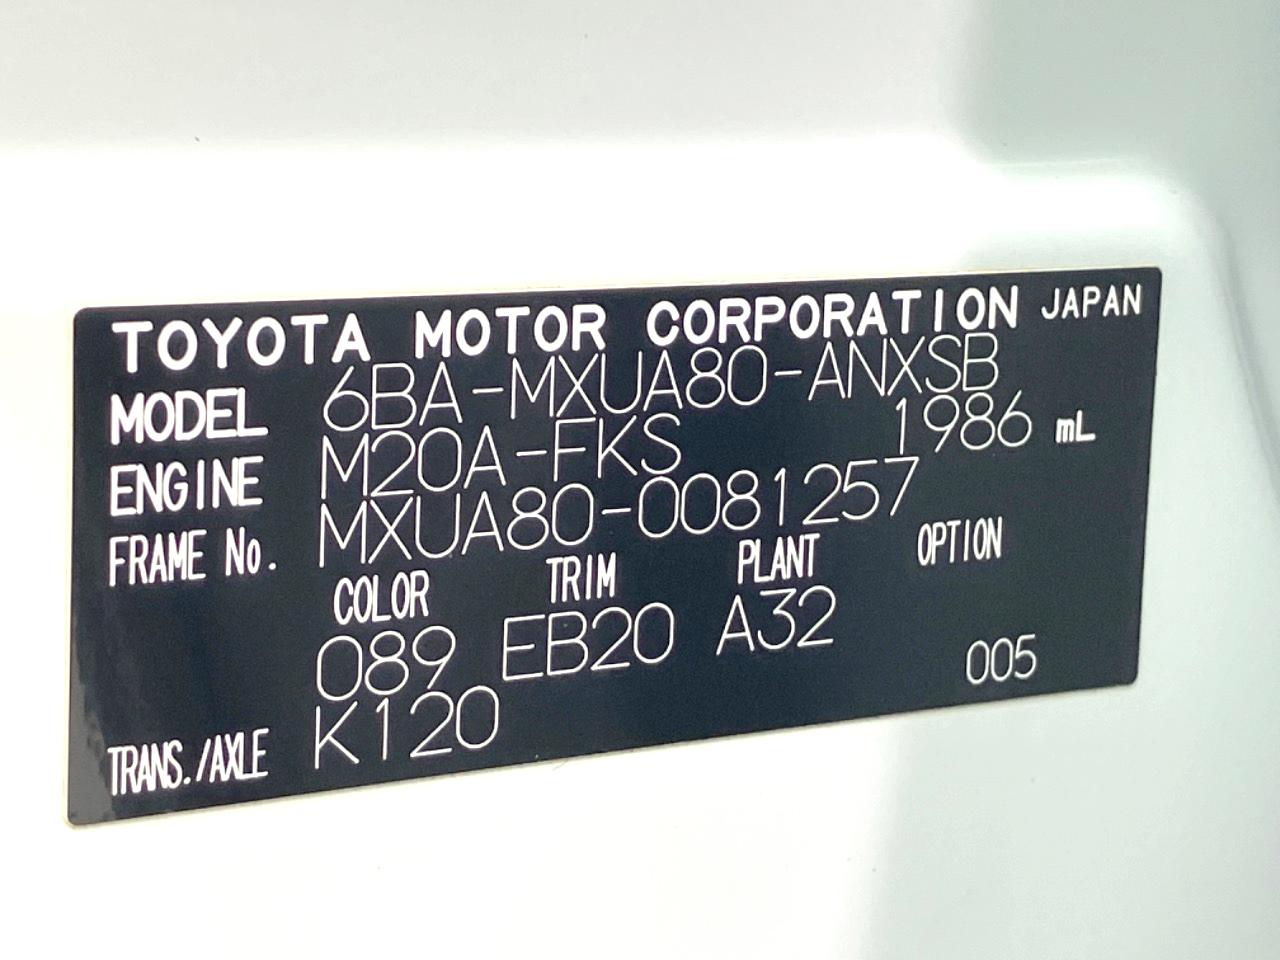 TOYOTA MOTOR CORPORATION JAPAN
MODEL 6BA-MXUA80-ANXSB
ENGINE M20A-FKS 1986 mL
FRAME No. MXUA80-0081257
COLOR TRIM PLANT OPTION
089 EB20 A32 005
TRANS./AXLE K120